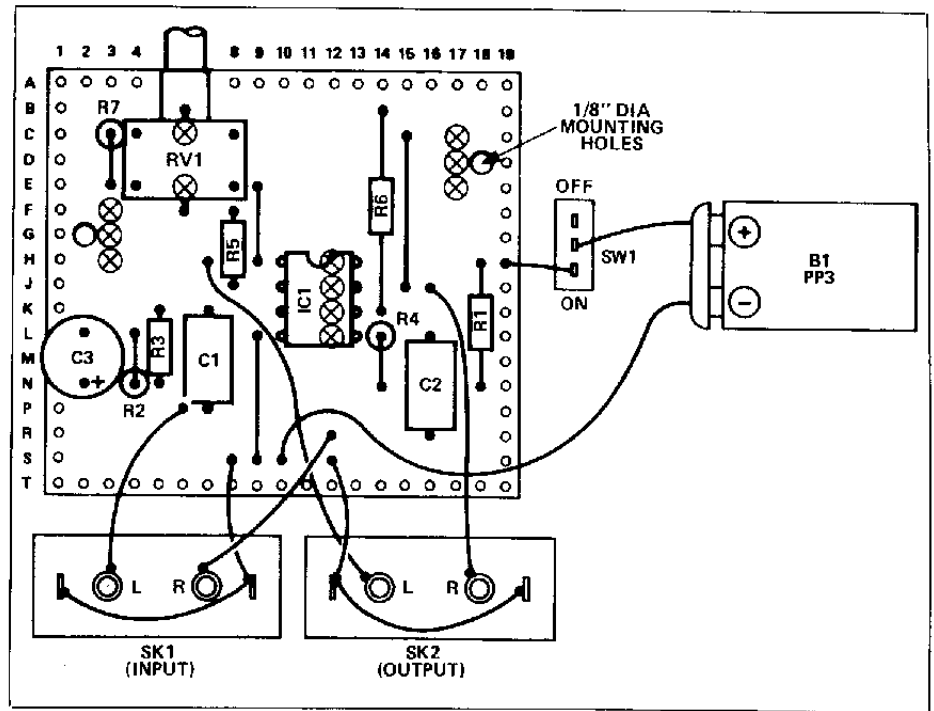 1 2 3 4 8 9 10 11 12 13 14 15 16 17 18 19
A
B
C
D
E
F
G
H
J
K
L
M
N
P
R
S
T
R7
RV1
1/8" DIA
MOUNTING
HOLES
R6
OFF
SW1
ON
+
B1
PP3
−
R5
IC1
R4
R1
R3
C1
C3
+
R2
C2
L R
SK1
(INPUT)
L R
SK2
(OUTPUT)